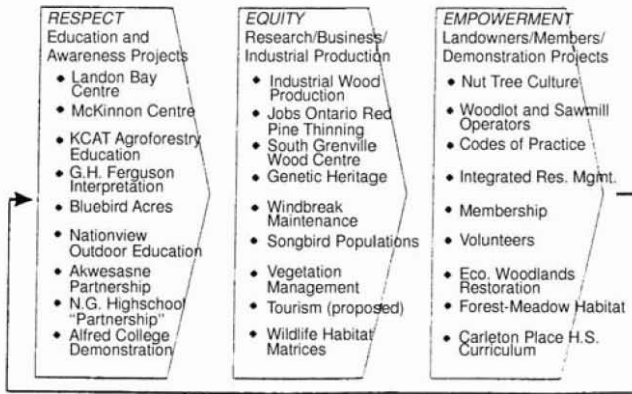 RESPECT
Education and
Awareness Projects
• Landon Bay
Centre
• McKinnon Centre
• KCAT Agroforestry
Education
• G.H. Ferguson
Interpretation
• Bluebird Acres
• Nationview
Outdoor Education
• Akwesasne
Partnership
• N.G. Highschool
"Partnership"
• Alfred College
Demonstration
EQUITY
Research/Business/
Industrial Production
• Industrial Wood
Production
• Jobs Ontario Red
Pine Thinning
• South Grenville
Wood Centre
• Genetic Heritage
• Windbreak
Maintenance
• Songbird Populations
• Vegetation
Management
• Tourism (proposed)
• Wildlife Habitat
Matrices
EMPOWERMENT
Landowners/Members/
Demonstration Projects
• Nut Tree Culture
• Woodlot and Sawmill
Operators
• Codes of Practice
• Integrated Res. Mgmt.
• Membership
• Volunteers
• Eco. Woodlands
Restoration
• Forest-Meadow Habitat
• Carleton Place H.S.
Curriculum